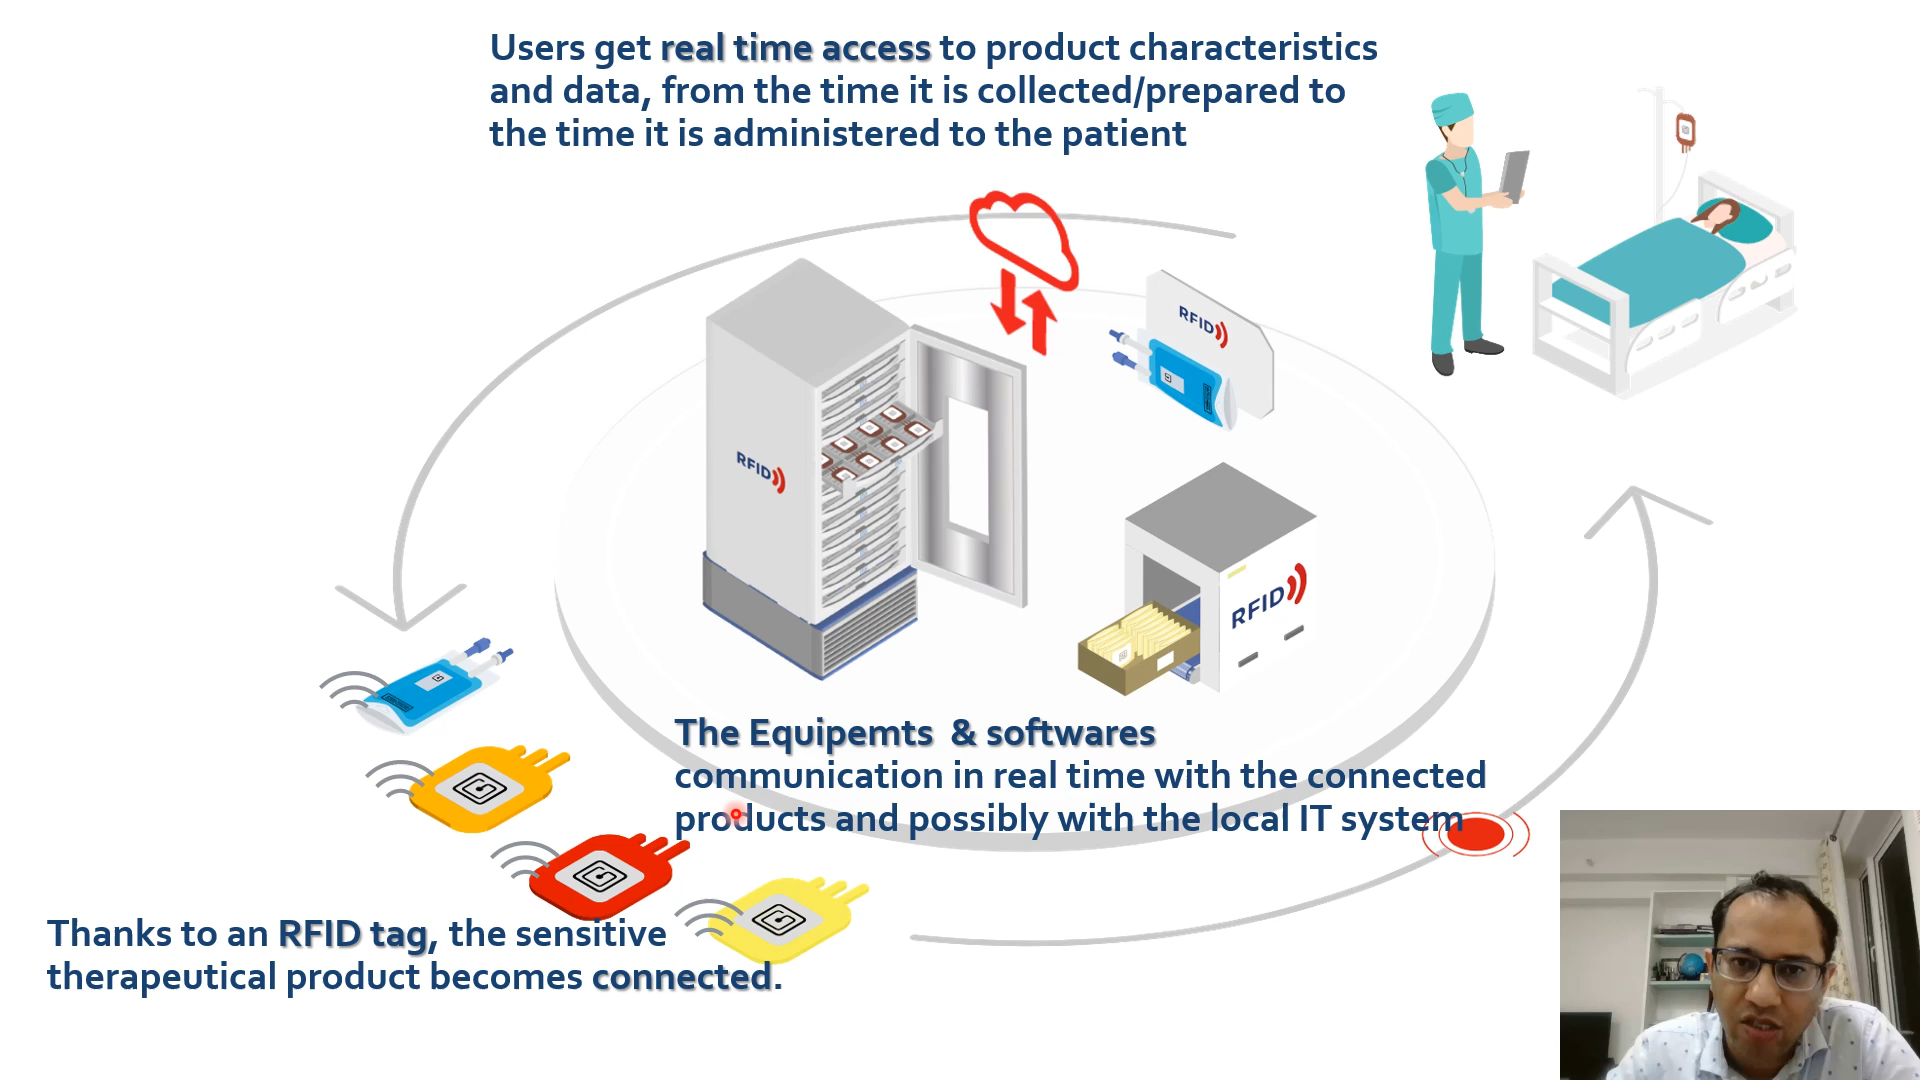 Users get real time access to product characteristics
and data, from the time it is collected/prepared to
the time it is administered to the patient
RFID
RFID
RFID
The Equipemts & softwares
communication in real time with the connected
products and possibly with the local IT system
Thanks to an RFID tag, the sensitive
therapeutical product becomes connected.